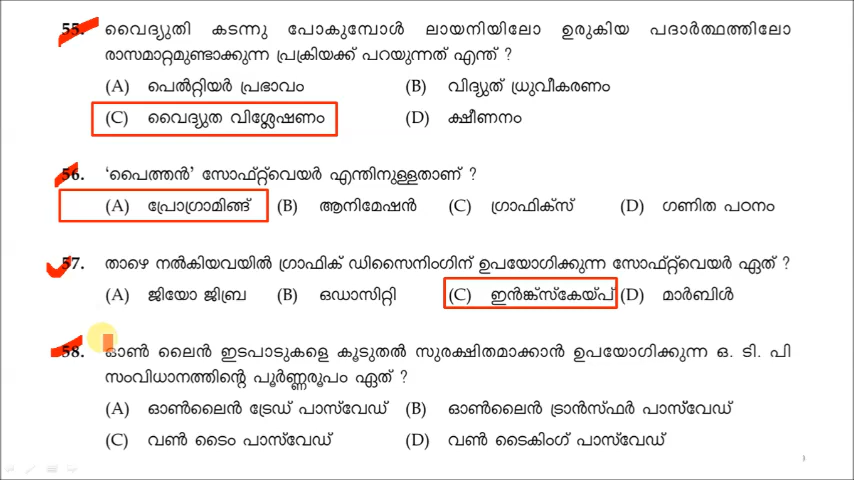 55. വൈദ്യുതി കടന്നു പോകുമ്പോൾ ലായനിയിലോ ഉരുകിയ പദാർത്ഥത്തിലോ
രാസമാറ്റമുണ്ടാക്കുന്ന പ്രക്രിയക്ക് പറയുന്നത് എന്ത് ?
(A) പെൽറ്റിയർ പ്രഭാവം (B) വിദ്യുത് ധ്രുവീകരണം
(C) വൈദ്യുത വിശ്ലേഷണം (D) ക്ഷീണനം
56. ‘പൈത്തൻ’ സോഫ്റ്റ്‌വെയർ എന്തിനുള്ളതാണ് ?
(A) പ്രോഗ്രാമിങ്ങ് (B) ആനിമേഷൻ (C) ഗ്രാഫിക്സ് (D) ഗണിത പഠനം
57. താഴെ നൽകിയവയിൽ ഗ്രാഫിക് ഡിസൈനിംഗിന് ഉപയോഗിക്കുന്ന സോഫ്റ്റ്‌വെയർ ഏത് ?
(A) ജിയോ ജിബ്ര (B) ഒഡാസിറ്റി (C) ഇൻങ്ക്സ്കേയ്പ് (D) മാർബിൾ
58. ഓൺ ലൈൻ ഇടപാടുകളെ കൂടുതൽ സുരക്ഷിതമാക്കാൻ ഉപയോഗിക്കുന്ന ഒ. ടി. പി
സംവിധാനത്തിന്റെ പൂർണ്ണരൂപം ഏത് ?
(A) ഓൺലൈൻ ട്രേഡ് പാസ്‌വേഡ് (B) ഓൺലൈൻ ട്രാൻസ്ഫർ പാസ്‌വേഡ്
(C) വൺ ടൈം പാസ്‌വേഡ് (D) വൺ ടൈകിംഗ് പാസ്‌വേഡ്